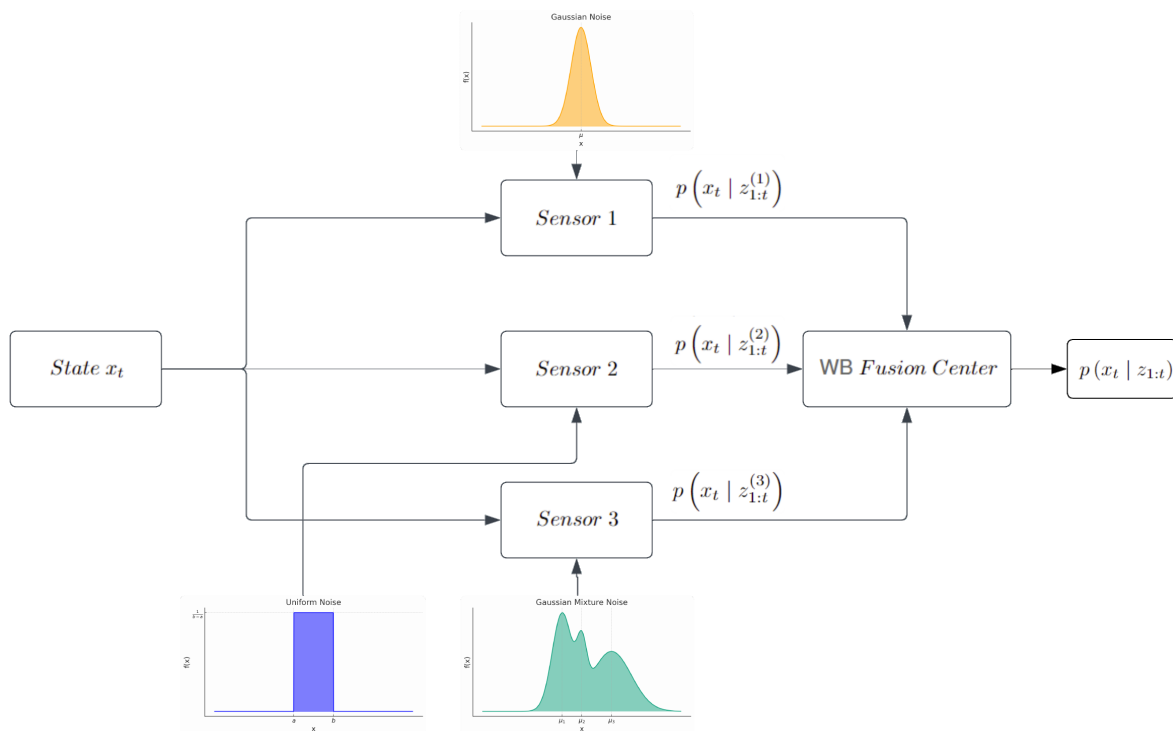 Gaussian Noise
f(x)
μ
x
p (x_t | z_{1:t}^{(1)})
Sensor 1
p (x_t | z_{1:t}^{(2)})
State x_t
Sensor 2
WB Fusion Center
p (x_t | z_{1:t})
p (x_t | z_{1:t}^{(3)})
Sensor 3
Uniform Noise
1/(b−a)
f(x)
a
b
x
Gaussian Mixture Noise
f(x)
μ₁
μ₂
μ₃
x